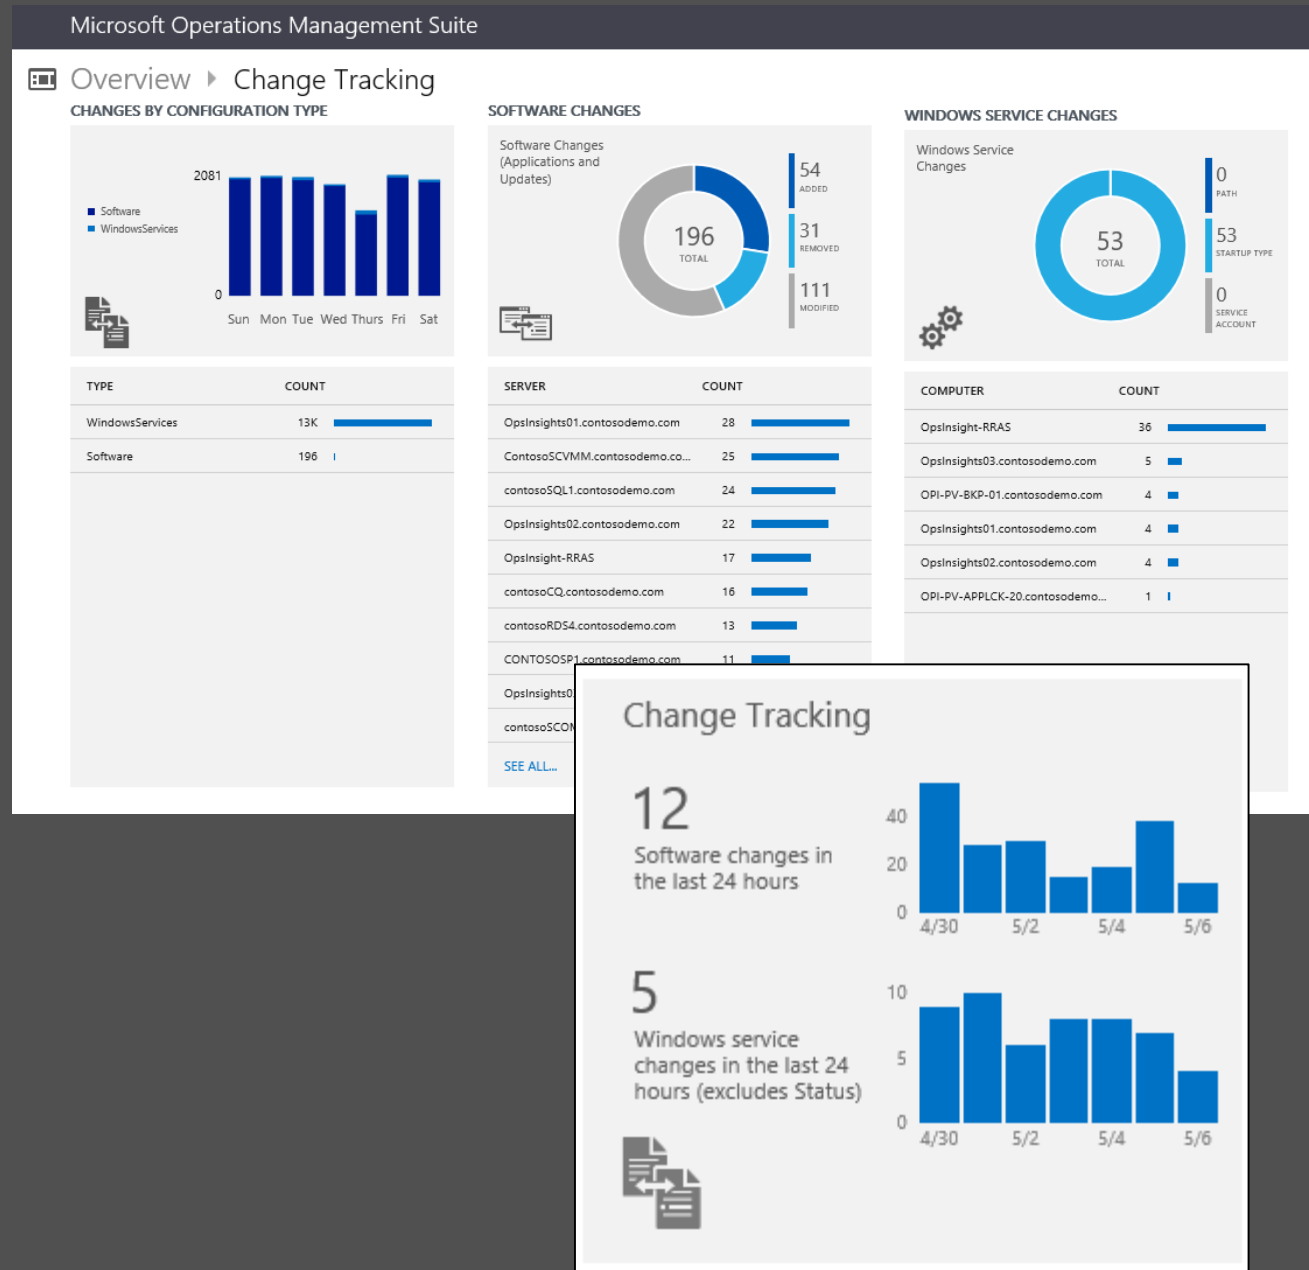 Microsoft Operations Management Suite
Overview Change Tracking
CHANGES BY CONFIGURATION TYPE
2081
Software
WindowsServices
0
Sun Mon Tue Wed Thurs Fri Sat
TYPE COUNT
WindowsServices 13K
Software 196
SOFTWARE CHANGES
Software Changes
(Applications and
Updates)
196
TOTAL
54
ADDED
31
REMOVED
111
MODIFIED
SERVER COUNT
OpsInsights01.contosodemo.com 28
ContosoSCVMM.contosodemo.co... 25
contosoSQL1.contosodemo.com 24
OpsInsights02.contosodemo.com 22
OpsInsight-RRAS 17
contosoCQ.contosodemo.com 16
contosoRDS4.contosodemo.com 13
CONTOSOSP1.contosodemo.com 11
OpsInsights0
contosoSCOM
SEE ALL...
WINDOWS SERVICE CHANGES
Windows Service
Changes
53
TOTAL
0
PATH
53
STARTUP TYPE
0
SERVICE
ACCOUNT
COMPUTER COUNT
OpsInsight-RRAS 36
OpsInsights03.contosodemo.com 5
OPI-PV-BKP-01.contosodemo.com 4
OpsInsights01.contosodemo.com 4
OpsInsights02.contosodemo.com 4
OPI-PV-APPLCK-20.contosodemo... 1
Change Tracking
12
Software changes in
the last 24 hours
40
20
0
4/30 5/2 5/4 5/6
5
Windows service
changes in the last 24
hours (excludes Status)
10
5
0
4/30 5/2 5/4 5/6